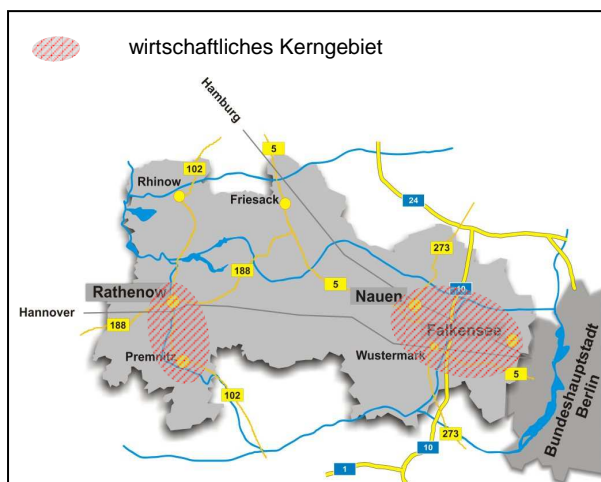 wirtschaftliches Kerngebiet
Hamburg
5
102
Rhinow
Friesack
24
273
188
10
Rathenow
5
Nauen
Hannover
Falkensee
188
Premnitz
Wustermark
5
102
273
10
1
Bundeshauptstadt
Berlin